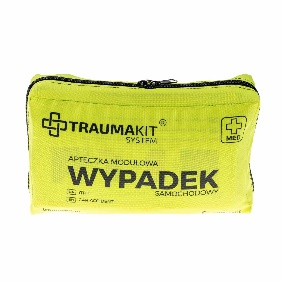 TRAUMAKIT®
SYSTEM
MED
APTECZKA MODUŁOWA
WYPADEK
SAMOCHODOWY